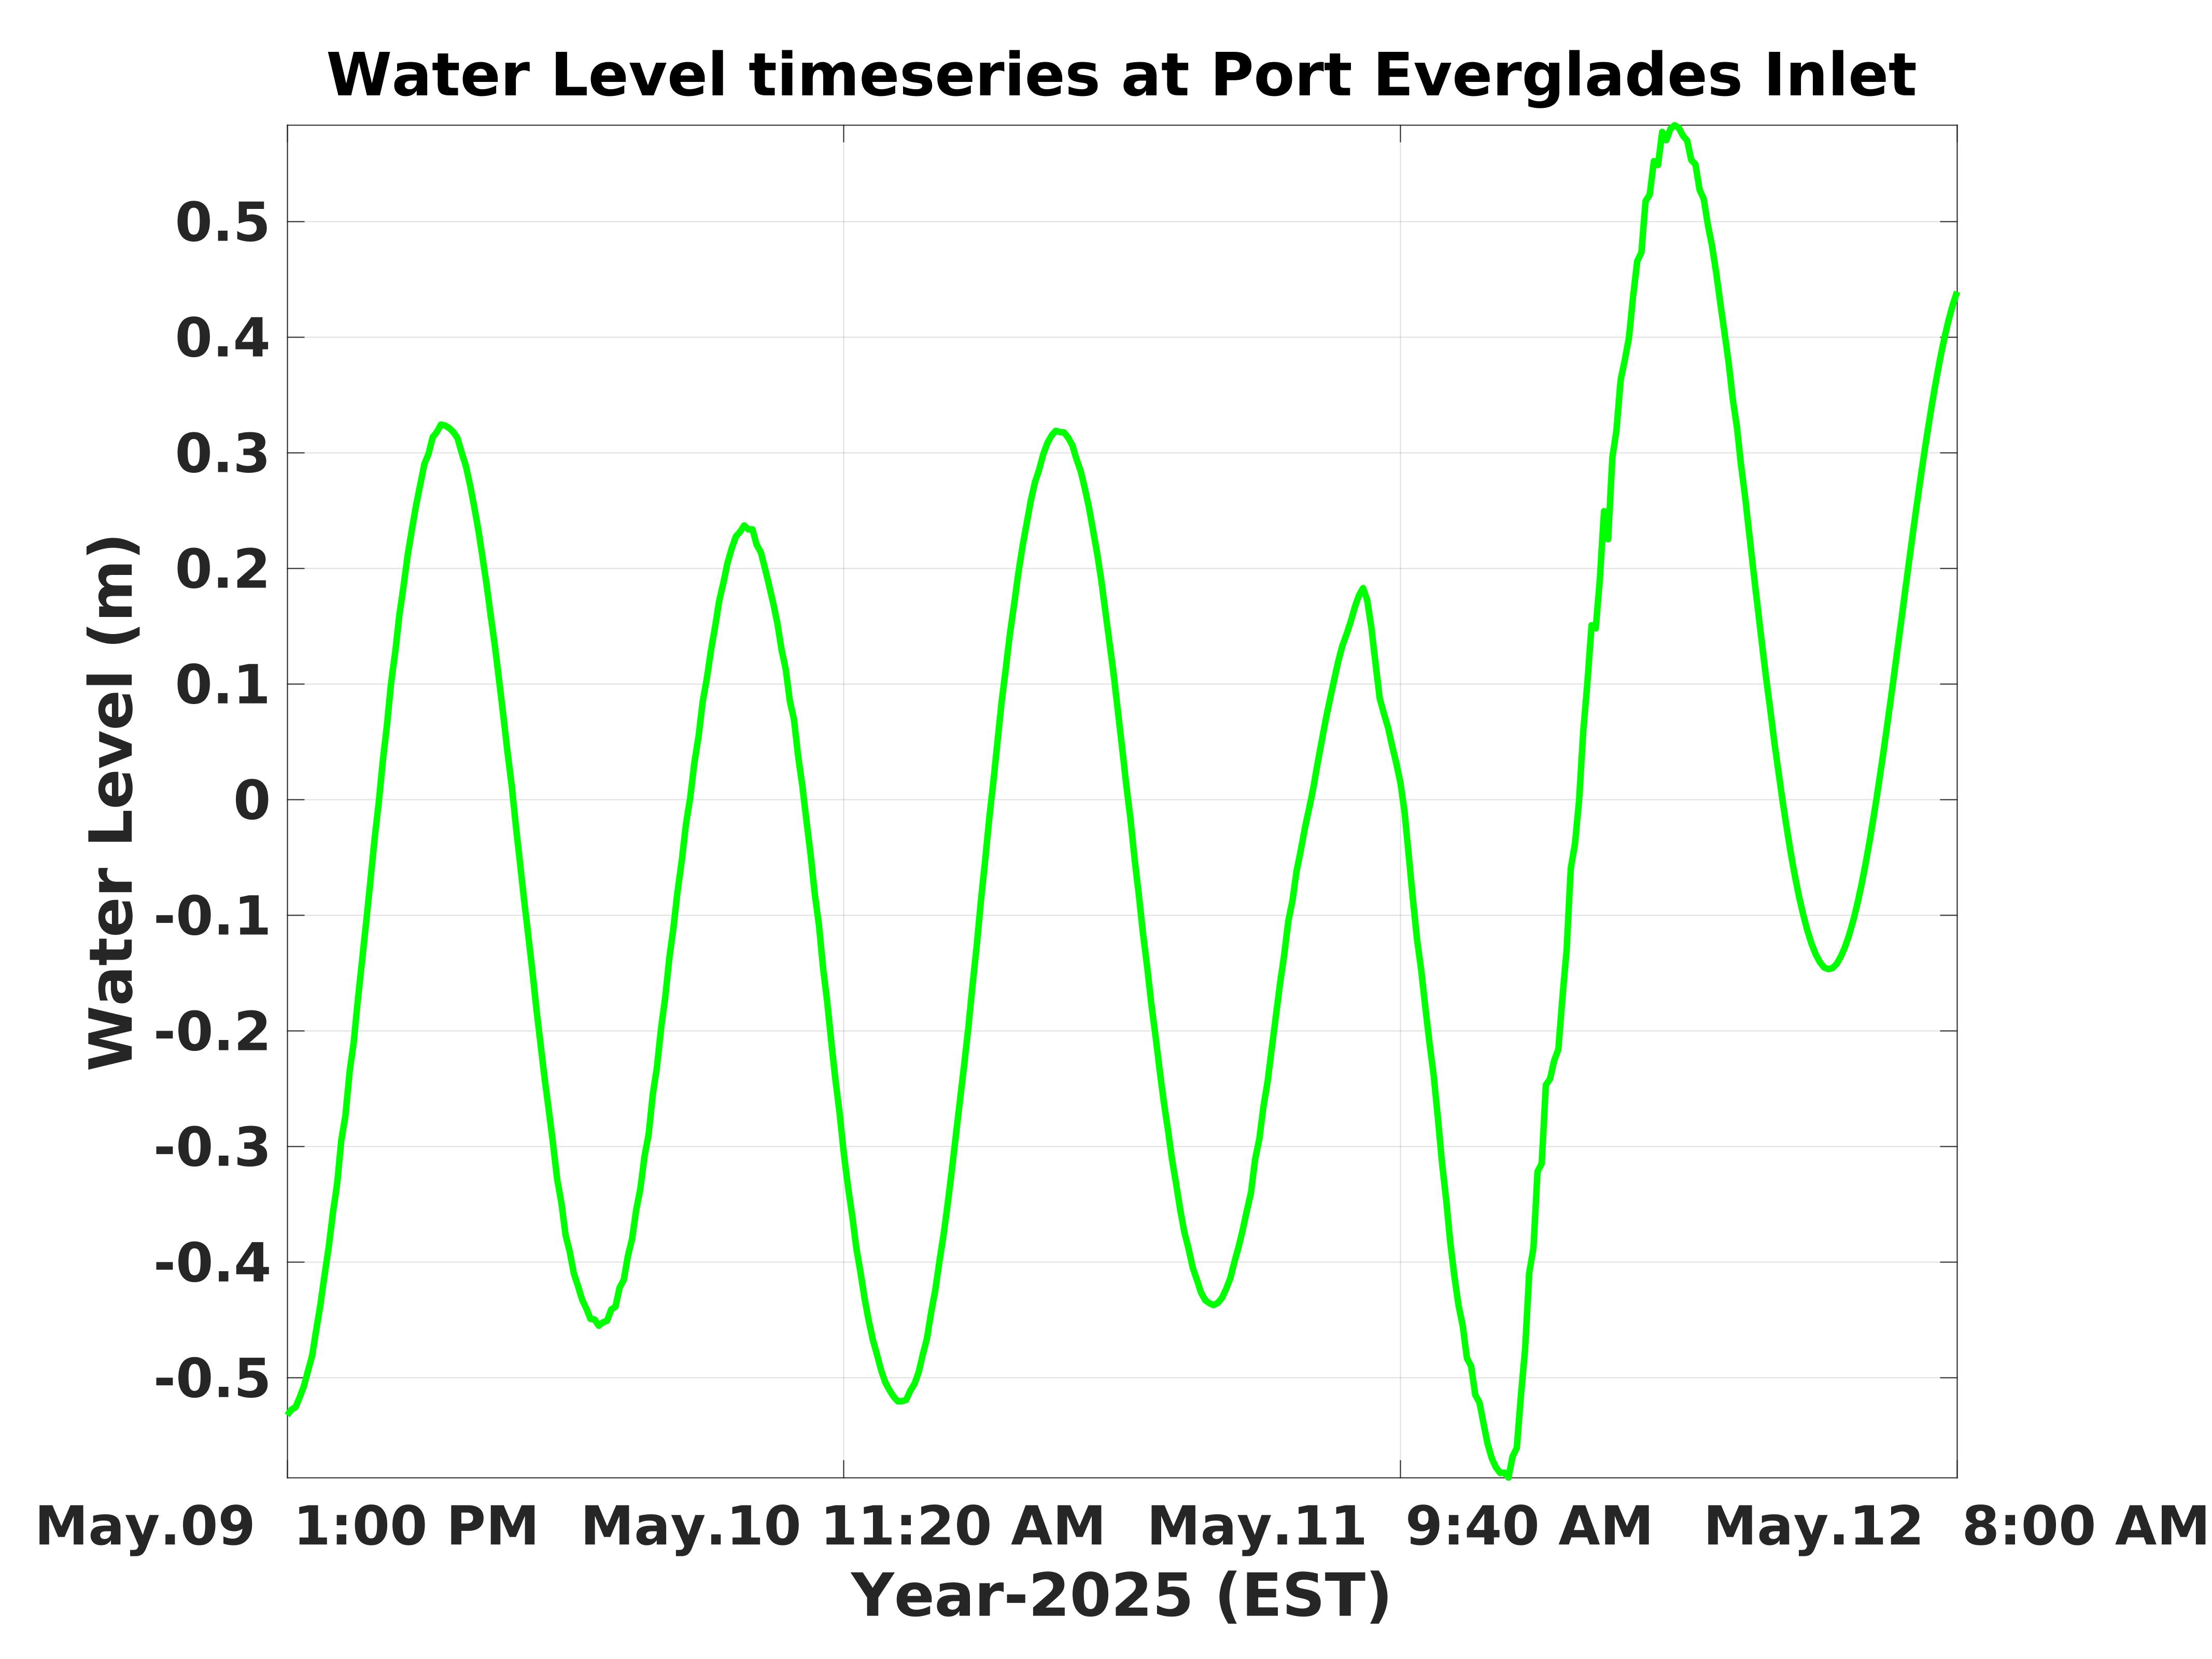 Water Level timeseries at Port Everglades Inlet
Water Level (m)
0.5
0.4
0.3
0.2
0.1
0
-0.1
-0.2
-0.3
-0.4
-0.5
May.09 1:00 PM May.10 11:20 AM May.11 9:40 AM May.12 8:00 AM
Year-2025 (EST)